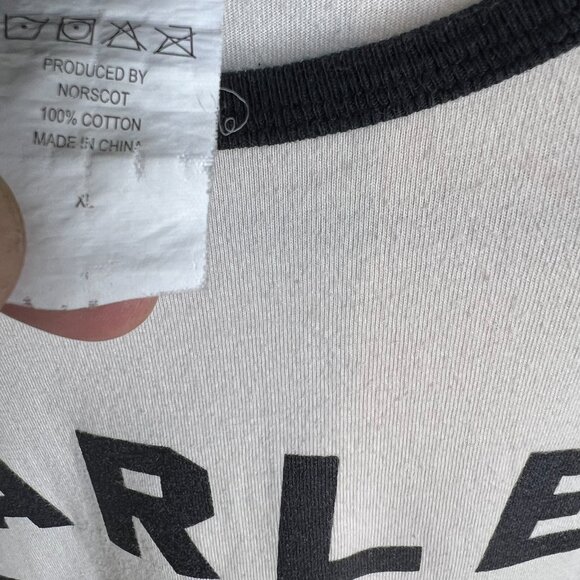 PRODUCED BY
NORSCOT
100% COTTON
MADE IN CHINA
XL
ARLE